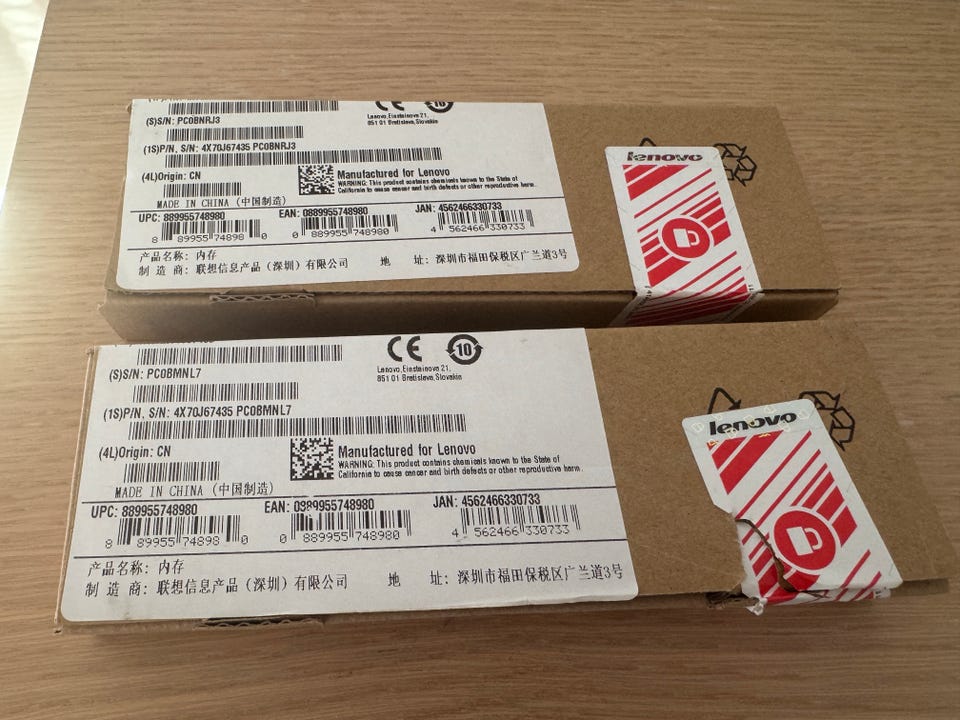 (S)S/N: PC0BNRJ3
Lenovo, Einsteinova 21,
851 01 Bratislava, Slovakia
(1S)P/N, S/N: 4X70J67435 PC0BNRJ3
(4L)Origin: CN
Manufactured for Lenovo
WARNING: This product contains chemicals known to the State of
California to cause cancer and birth defects or other reproductive harm.
MADE IN CHINA (中国制造)
UPC: 889955748980
EAN: 0889955748980
JAN: 4562466330733
8 89955 74898 0
0 889955 748980
4 562466 330733
产品名称: 内存
制 造 商: 联想信息产品(深圳)有限公司 地 址: 深圳市福田保税区广兰道3号
lenovo
10
CE 10
(S)S/N: PC0BMNL7
Lenovo, Einsteinova 21,
851 01 Bratislava, Slovakia
(1S)P/N, S/N: 4X70J67435 PC0BMNL7
(4L)Origin: CN
Manufactured for Lenovo
WARNING: This product contains chemicals known to the State of
California to cause cancer and birth defects or other reproductive harm.
MADE IN CHINA (中国制造)
UPC: 889955748980
EAN: 0889955748980
JAN: 4562466330733
8 89955 74898 0
0 889955 748980
4 562466 330733
产品名称: 内存
制 造 商: 联想信息产品(深圳)有限公司 地 址: 深圳市福田保税区广兰道3号
lenovo